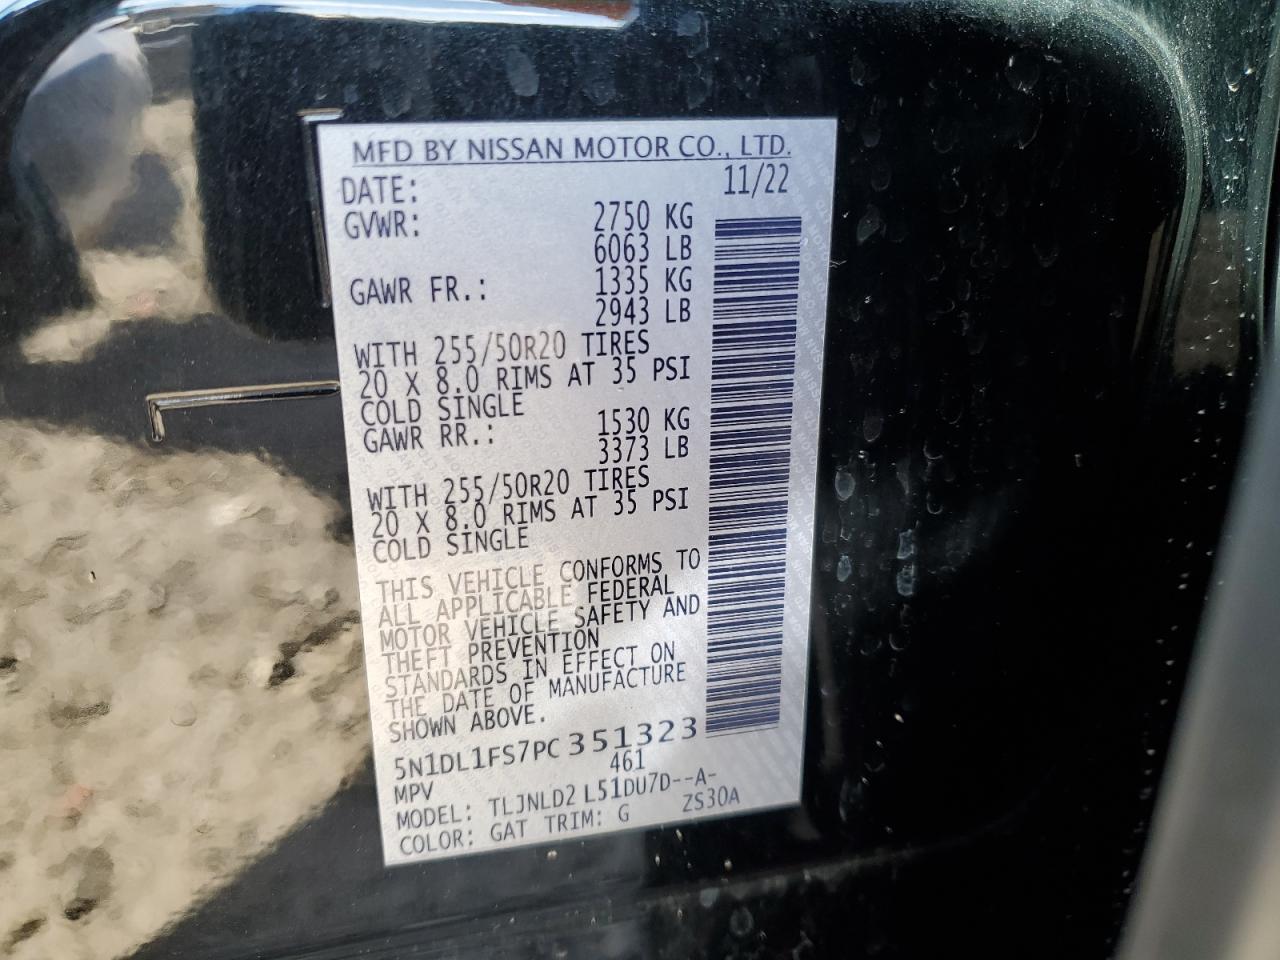 MFD BY NISSAN MOTOR CO., LTD.
DATE: 11/22
GVWR: 2750 KG
6063 LB
GAWR FR.: 1335 KG
2943 LB
WITH 255/50R20 TIRES
20 X 8.0 RIMS AT 35 PSI
COLD SINGLE
GAWR RR.: 1530 KG
3373 LB
WITH 255/50R20 TIRES
20 X 8.0 RIMS AT 35 PSI
COLD SINGLE
THIS VEHICLE CONFORMS TO
ALL APPLICABLE FEDERAL
MOTOR VEHICLE SAFETY AND
THEFT PREVENTION
STANDARDS IN EFFECT ON
THE DATE OF MANUFACTURE
SHOWN ABOVE.
5N1DL1FS7PC351323
MPV 461
MODEL: TLJNLD2 L51DU7D--A-
COLOR: GAT TRIM: G ZS30A